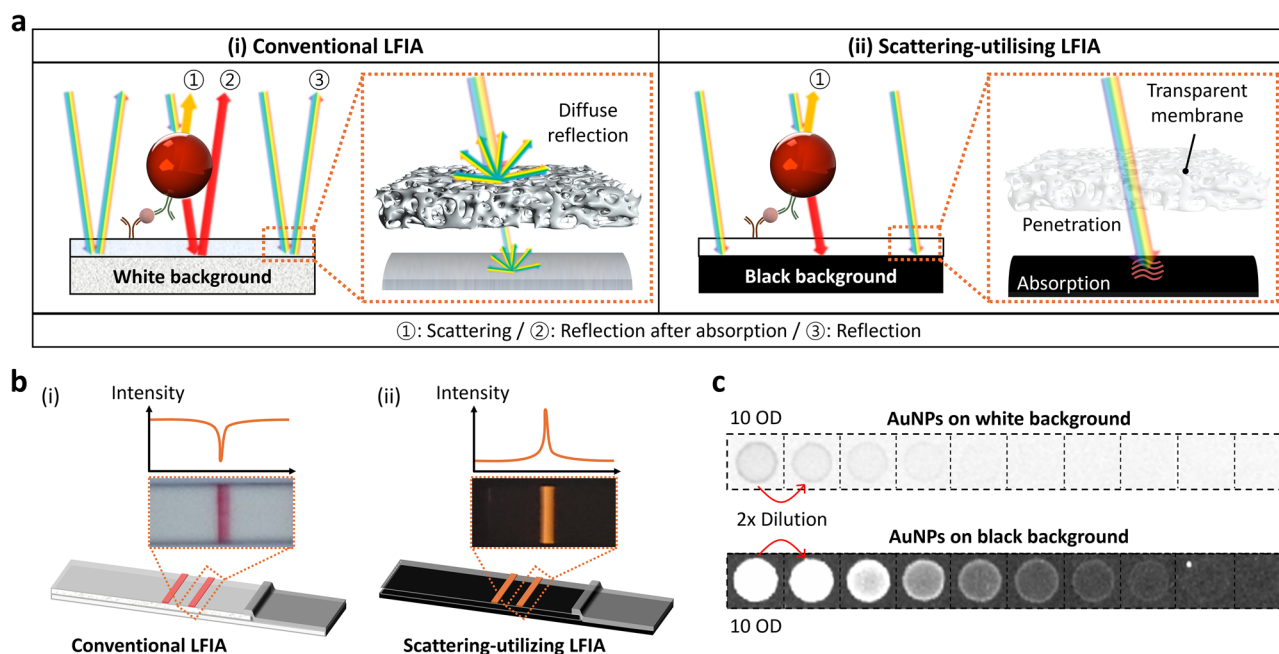 a
(i) Conventional LFIA
(ii) Scattering-utilising LFIA
① ② ③
Diffuse
reflection
White background
①
Transparent
membrane
Penetration
Black background
Absorption
①: Scattering / ②: Reflection after absorption / ③: Reflection
b
(i)
Intensity
Conventional LFIA
(ii)
Intensity
Scattering-utilizing LFIA
c
10 OD
AuNPs on white background
2x Dilution
AuNPs on black background
10 OD